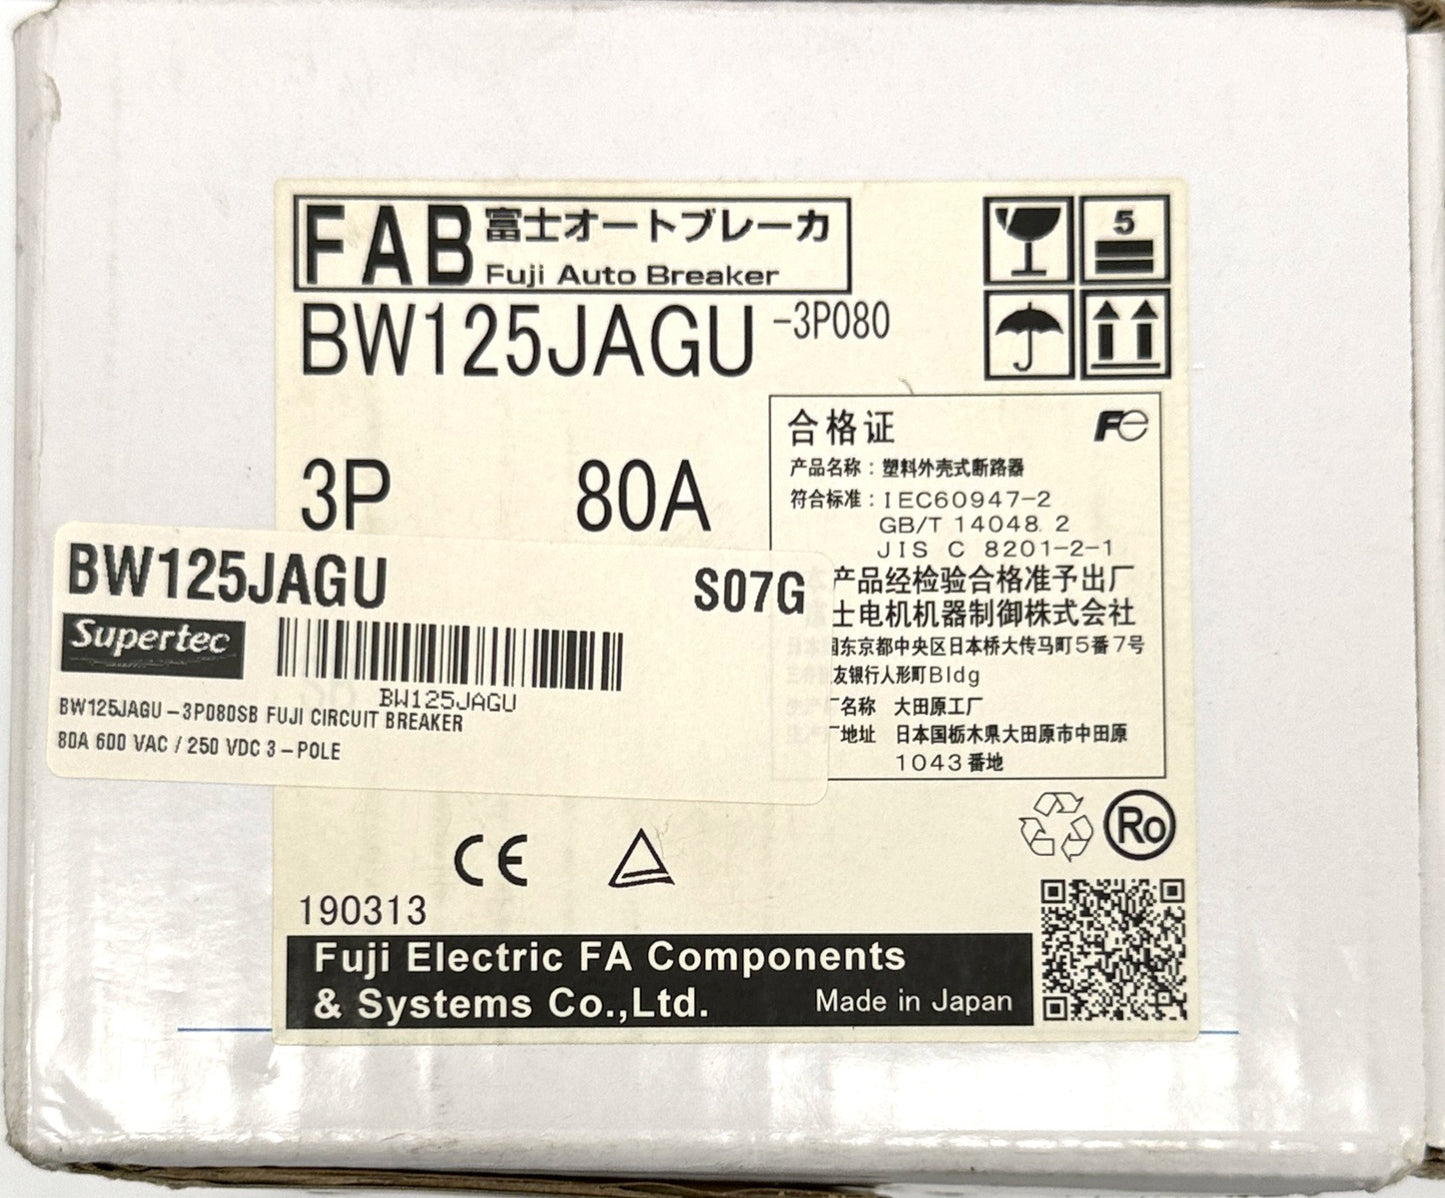 FAB 富士オートブレーカ
Fuji Auto Breaker
5
BW125JAGU -3P080
3P 80A
合格证 Fe
产品名称：塑料外壳式断路器
符合标准：IEC60947-2
GB/T 14048.2
JIS C 8201-2-1
产品经检验合格准予出厂
士电机机器制御株式会社
国东京都中央区日本桥大传马町5番7号
友银行人形町Bldg
厂名称 大田原工厂
厂地址 日本国栃木県大田原市中田原
1043番地
BW125JAGU S07G
Supertec
BW125JAGU
BW125JAGU-3P080SB FUJI CIRCUIT BREAKER
80A 600 VAC / 250 VDC 3-POLE
CE
Ro
190313
Fuji Electric FA Components
& Systems Co.,Ltd. Made in Japan